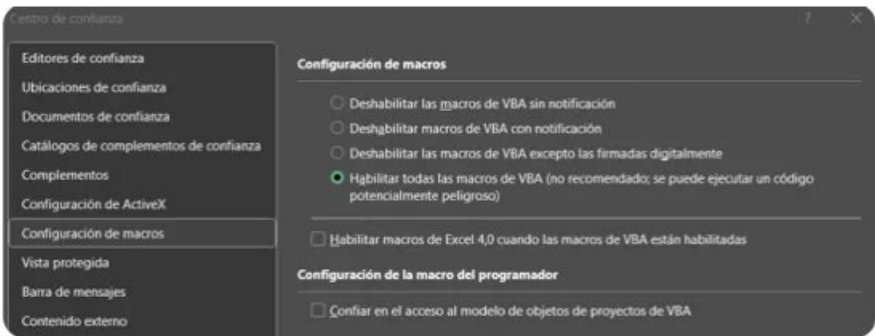 Centro de confianza
? ×
Editores de confianza
Ubicaciones de confianza
Documentos de confianza
Catálogos de complementos de confianza
Complementos
Configuración de ActiveX
Configuración de macros
Vista protegida
Barra de mensajes
Contenido externo
Configuración de macros
Deshabilitar las macros de VBA sin notificación
Deshabilitar macros de VBA con notificación
Deshabilitar las macros de VBA excepto las firmadas digitalmente
Habilitar todas las macros de VBA (no recomendado; se puede ejecutar un código
potencialmente peligroso)
Habilitar macros de Excel 4,0 cuando las macros de VBA están habilitadas
Configuración de la macro del programador
Confiar en el acceso al modelo de objetos de proyectos de VBA